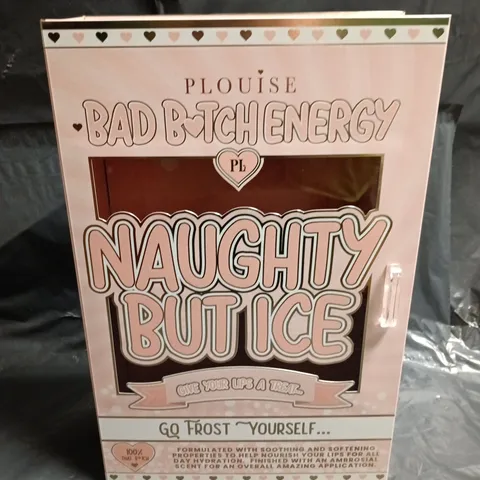 PLOUISE
BAD B♥TCH ENERGY
PL
NAUGHTY
BUT ICE
GIVE YOUR LIPS A TREAT...
GO FROST YOURSELF...
100%
FORMULATED WITH SOOTHING AND SOFTENING
PROPERTIES TO HELP NOURISH YOUR LIPS FOR ALL
DAY HYDRATION. FINISHED WITH AN AMBROSIAL
SCENT FOR AN OVERALL AMAZING APPLICATION.